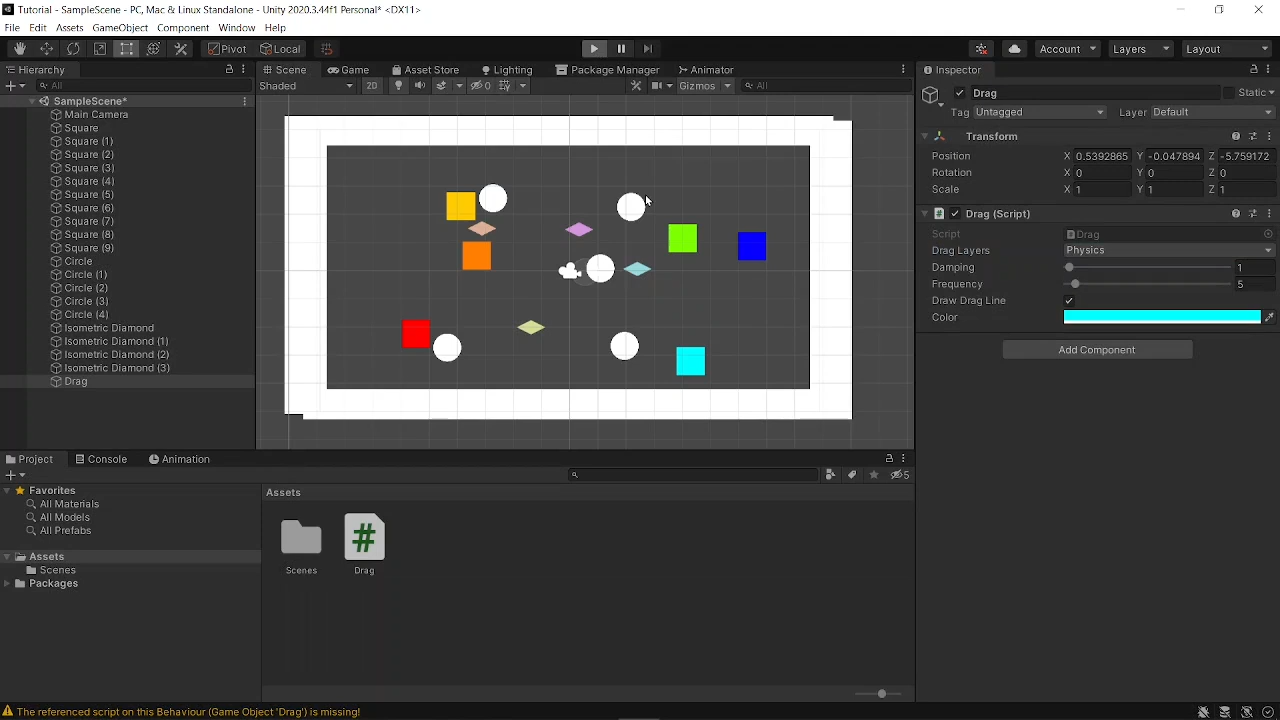 Tutorial - SampleScene - PC, Mac & Linux Standalone - Unity 2020.3.44f1 Personal* <DX11>
File Edit Assets GameObject Component Window Help
Pivot Local Account Layers Layout
Hierarchy
All
SampleScene*
Main Camera
Square
Square (1)
Square (2)
Square (3)
Square (4)
Square (5)
Square (6)
Square (7)
Square (8)
Square (9)
Circle
Circle (1)
Circle (2)
Circle (3)
Circle (4)
Isometric Diamond
Isometric Diamond (1)
Isometric Diamond (2)
Isometric Diamond (3)
Drag
Scene Game Asset Store Lighting Package Manager Animator
Shaded 2D 0 Gizmos All
Inspector
Drag Static
Tag Untagged Layer Default
Transform
Position X 0.5392865 Y -0.047894 Z -5.759172
Rotation X 0 Y 0 Z 0
Scale X 1 Y 1 Z 1
# Drag (Script)
Script Drag
Drag Layers Physics
Damping 1
Frequency 5
Draw Drag Line
Color
Add Component
Project Console Animation
5
Favorites
All Materials
All Models
All Prefabs
Assets
Scenes
Packages
Assets
#
Scenes Drag
The referenced script on this Behaviour (Game Object 'Drag') is missing!